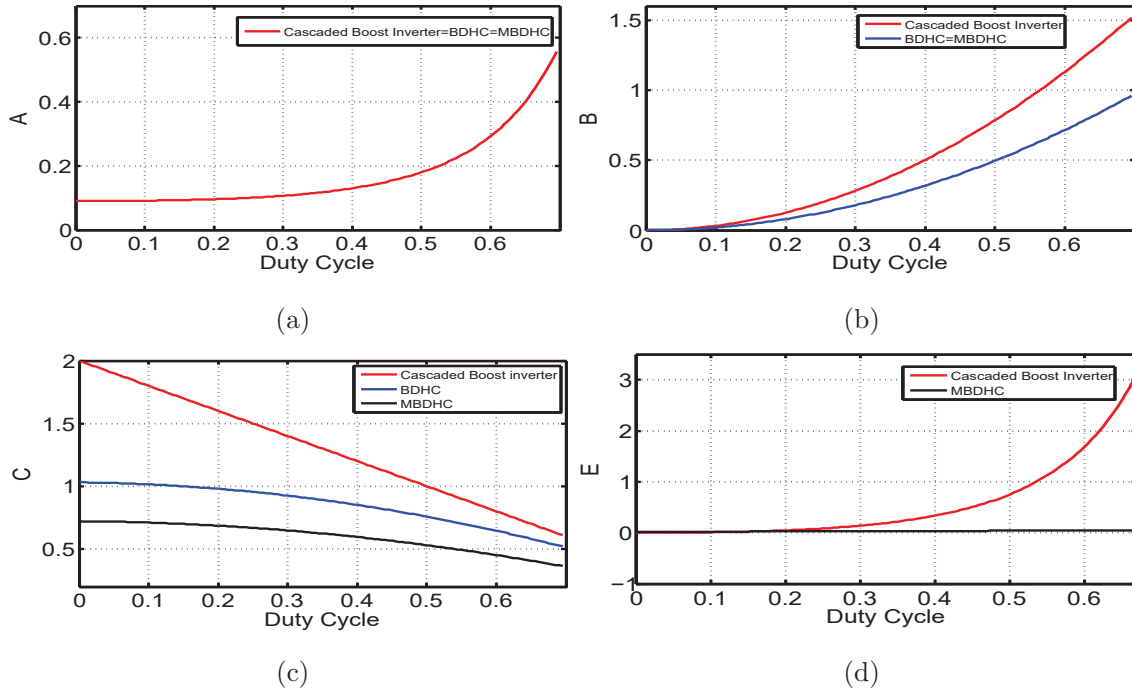 0.6
0.4
0.2
0
A
Cascaded Boost Inverter=BDHC=MBDHC
0 0.1 0.2 0.3 0.4 0.5 0.6
Duty Cycle
(a)
1.5
1
0.5
0
B
Cascaded Boost Inverter
BDHC=MBDHC
0 0.1 0.2 0.3 0.4 0.5 0.6
Duty Cycle
(b)
2
1.5
1
0.5
C
Cascaded Boost inverter
BDHC
MBDHC
0 0.1 0.2 0.3 0.4 0.5 0.6
Duty Cycle
(c)
3
2
1
0
−1
E
Cascaded Boost Inverter
MBDHC
0 0.1 0.2 0.3 0.4 0.5 0.6
Duty Cycle
(d)